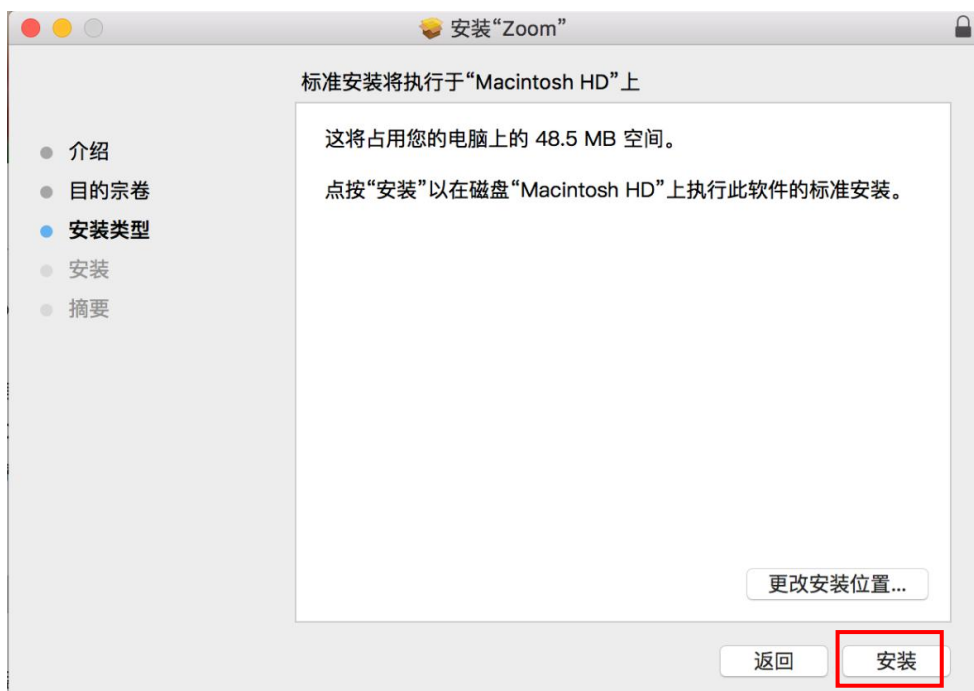 安装“Zoom”
标准安装将执行于“Macintosh HD”上
介绍
目的宗卷
安装类型
安装
摘要
这将占用您的电脑上的 48.5 MB 空间。
点按“安装”以在磁盘“Macintosh HD”上执行此软件的标准安装。
更改安装位置...
返回
安装